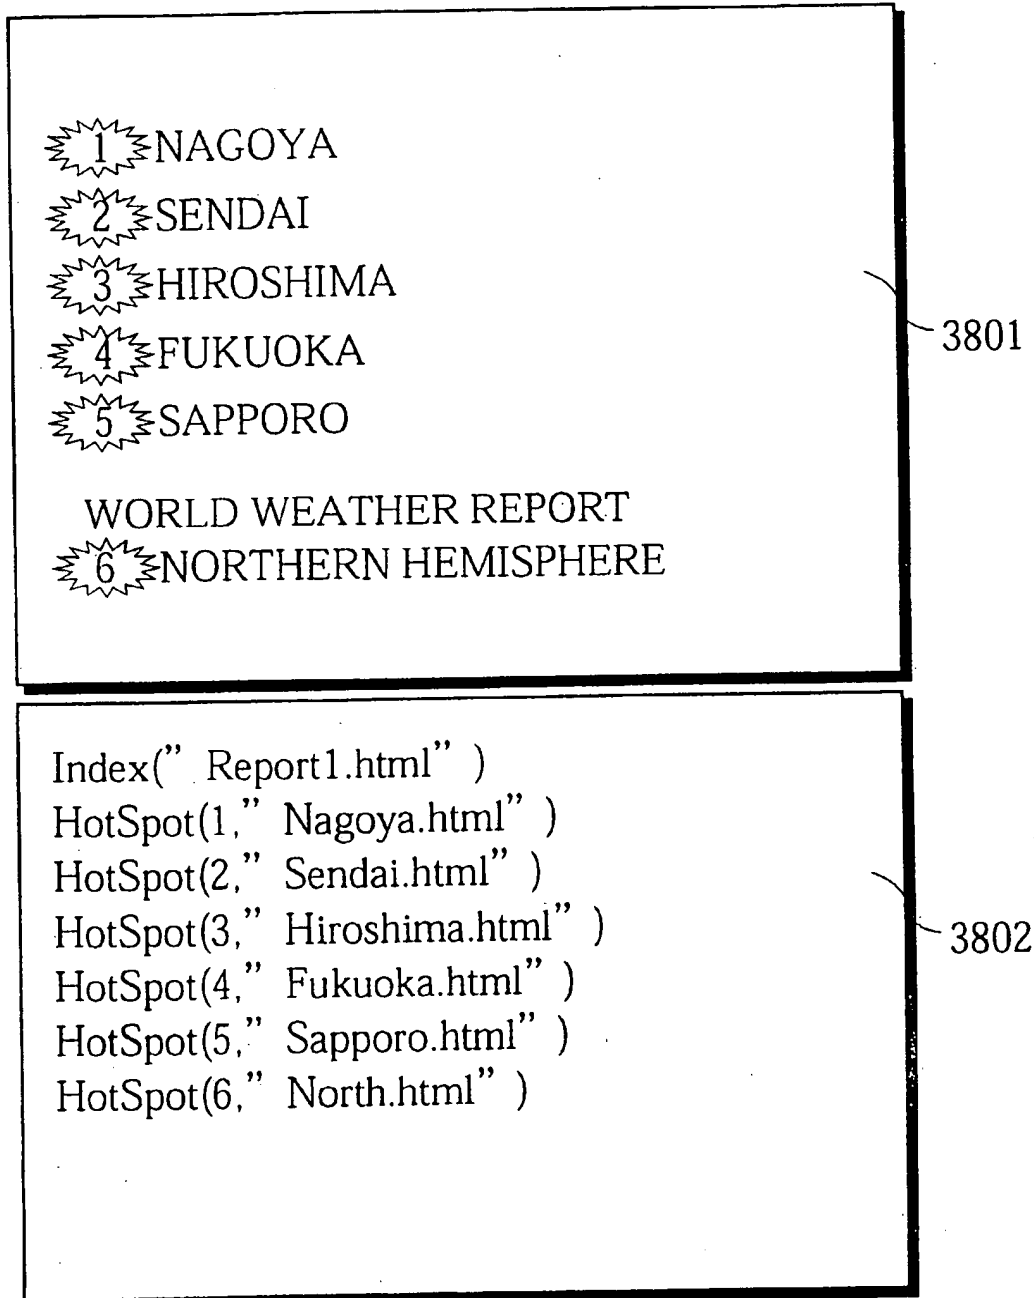 1 NAGOYA
2 SENDAI
3 HIROSHIMA
4 FUKUOKA
5 SAPPORO
WORLD WEATHER REPORT
6 NORTHERN HEMISPHERE
3801
Index(” Report1.html” )
HotSpot(1,” Nagoya.html” )
HotSpot(2,” Sendai.html” )
HotSpot(3,” Hiroshima.html” )
HotSpot(4,” Fukuoka.html” )
HotSpot(5,” Sapporo.html” )
HotSpot(6,” North.html” )
3802